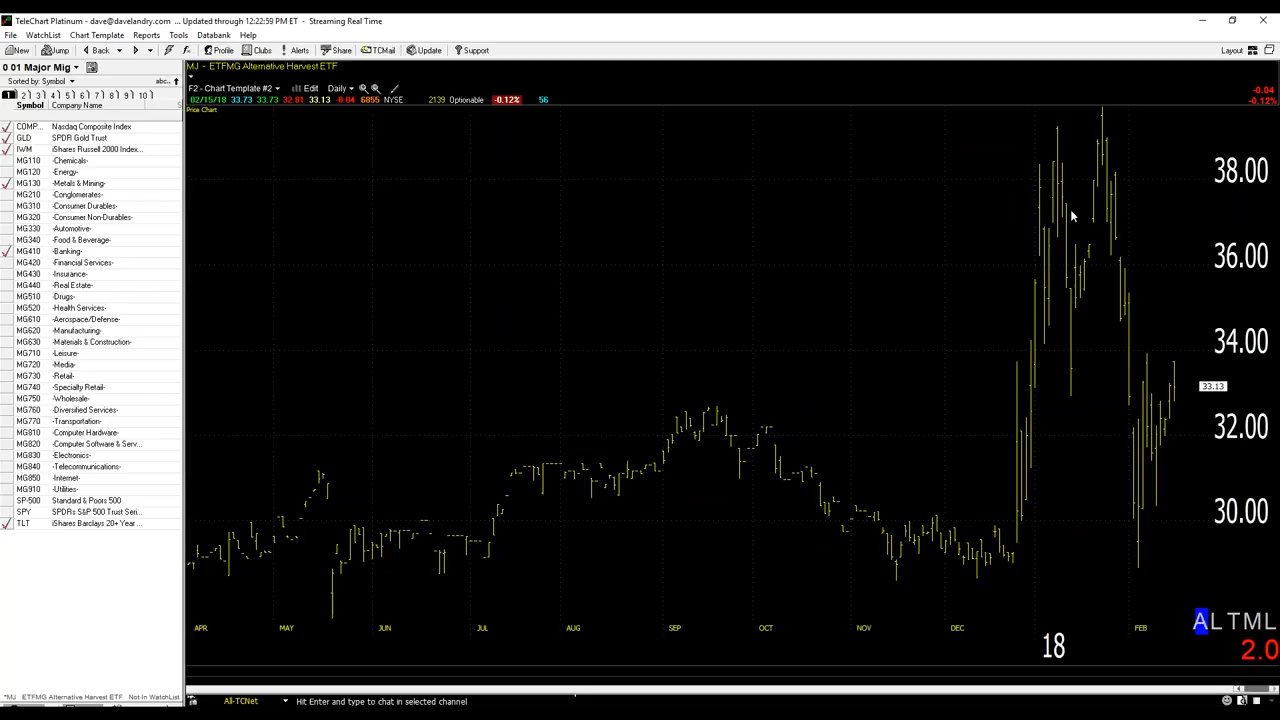 TeleChart Platinum - dave@davelandry.com ... Updated through 12:22:59 PM ET - Streaming Real Time
File WatchList Chart Template Reports Tools Databank Help
New Jump Back Profile Clubs Alerts Share TCMail Update Support Layout
0 01 Major Mig
MJ - ETFMG Alternative Harvest ETF
Sorted by: Symbol abc..
F2 - Chart Template #2 Edit Daily
1 2 3 4 5 6 7 8 9 10
02/15/18 33.73 33.73 32.81 33.13 -0.04 6855 NYSE 2139 Optionable -0.12% 56
-0.04
-0.12%
Symbol Company Name S
Price Chart
COMP... Nasdaq Composite Index
GLD SPDR Gold Trust
IWM iShares Russell 2000 Index...
MG110 -Chemicals-
MG120 -Energy-
MG130 -Metals & Mining-
MG210 -Conglomerates-
MG310 -Consumer Durables-
MG320 -Consumer Non-Durables-
MG330 -Automotive-
MG340 -Food & Beverage-
MG410 -Banking-
MG420 -Financial Services-
MG430 -Insurance-
MG440 -Real Estate-
MG510 -Drugs-
MG520 -Health Services-
MG610 -Aerospace/Defense-
MG620 -Manufacturing-
MG630 -Materials & Construction-
MG710 -Leisure-
MG720 -Media-
MG730 -Retail-
MG740 -Specialty Retail-
MG750 -Wholesale-
MG760 -Diversified Services-
MG770 -Transportation-
MG810 -Computer Hardware-
MG820 -Computer Software & Serv...
MG830 -Electronics-
MG840 -Telecommunications-
MG850 -Internet-
MG910 -Utilities-
SP-500 Standard & Poors 500
SPY SPDRs S&P 500 Trust Seri...
TLT iShares Barclays 20+ Year ...
38.00
36.00
34.00
33.13
32.00
30.00
APR MAY JUN JUL AUG SEP OCT NOV DEC 18 FEB
ALTML
2.0
*MJ ETFMG Alternative Harvest ETF Not In WatchList
All-TCNet Hit Enter and type to chat in selected channel